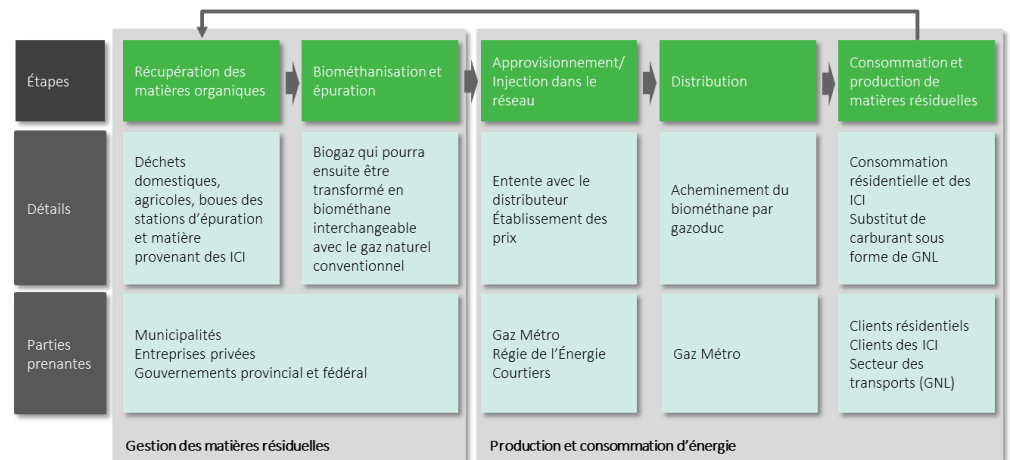 Étapes
Récupération des
matières organiques
Biométhanisation et
épuration
Approvisionnement/
Injection dans le
réseau
Distribution
Consommation et
production de
matières résiduelles
Détails
Déchets
domestiques,
agricoles, boues des
stations d'épuration
et matière
provenant des ICI
Biogaz qui pourra
ensuite être
transformé en
biométhane
interchangeable
avec le gaz naturel
conventionnel
Entente avec le
distributeur
Établissement des
prix
Acheminement du
biométhane par
gazoduc
Consommation
résidentielle et des
ICI
Substitut de
carburant sous
forme de GNL
Parties
prenantes
Municipalités
Entreprises privées
Gouvernements provincial et fédéral
Gaz Métro
Régie de l'Énergie
Courtiers
Gaz Métro
Clients résidentiels
Clients des ICI
Secteur des
transports (GNL)
Gestion des matières résiduelles
Production et consommation d'énergie